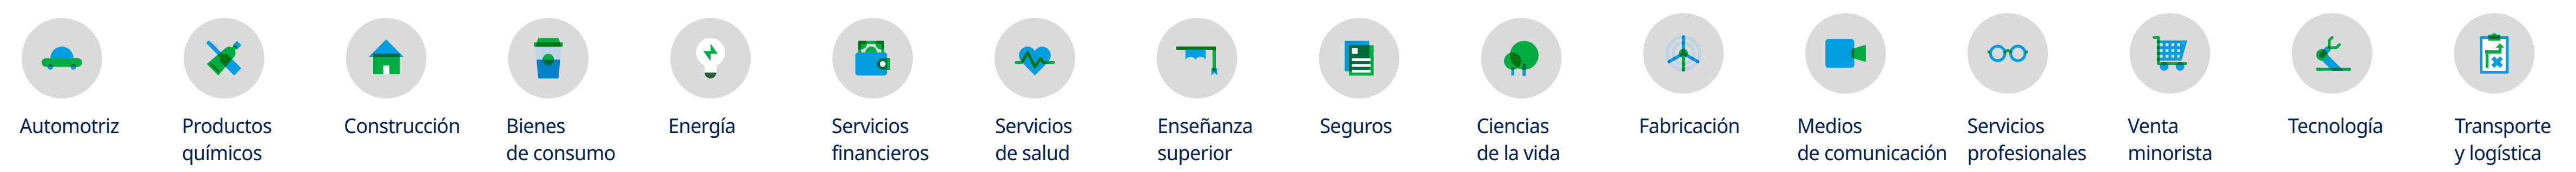 Automotriz
Productos
químicos
Construcción
Bienes
de consumo
Energía
Servicios
financieros
Servicios
de salud
Enseñanza
superior
Seguros
Ciencias
de la vida
Fabricación
Medios
de comunicación
Servicios
profesionales
Venta
minorista
Tecnología
Transporte
y logística